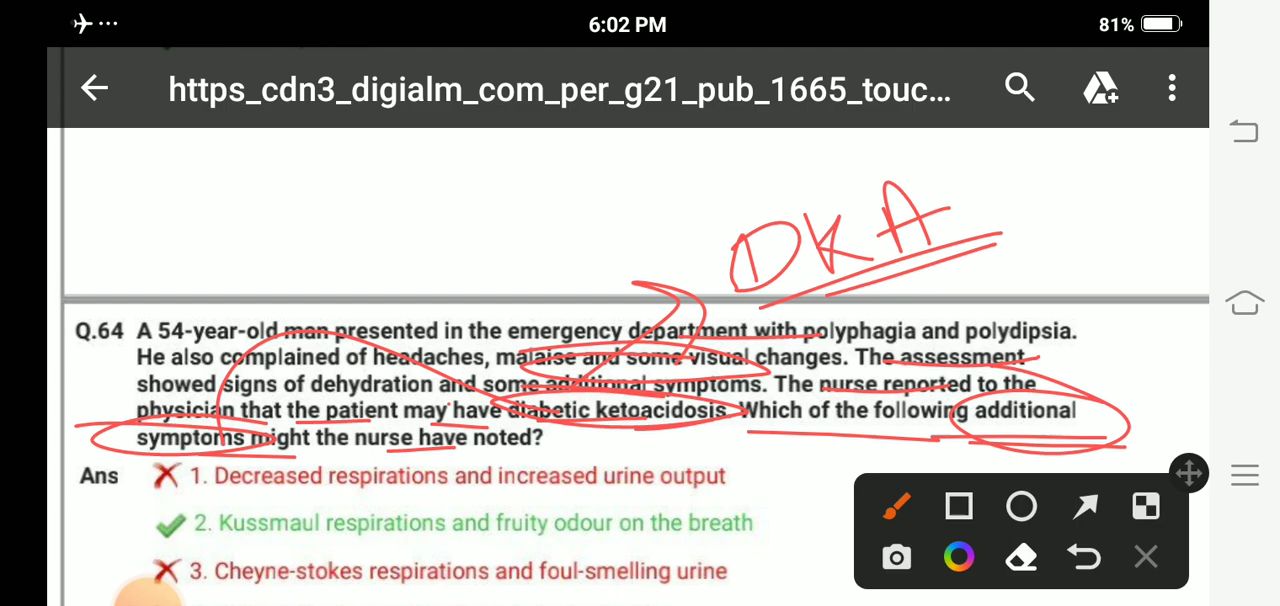 6:02 PM
81%
https_cdn3_digialm_com_per_g21_pub_1665_touc...
DKA
Q.64 A 54-year-old man presented in the emergency department with polyphagia and polydipsia.
He also complained of headaches, malaise and some visual changes. The assessment
showed signs of dehydration and some additional symptoms. The nurse reported to the
physician that the patient may have diabetic ketoacidosis. Which of the following additional
symptoms might the nurse have noted?
Ans 1. Decreased respirations and increased urine output
2. Kussmaul respirations and fruity odour on the breath
3. Cheyne-stokes respirations and foul-smelling urine